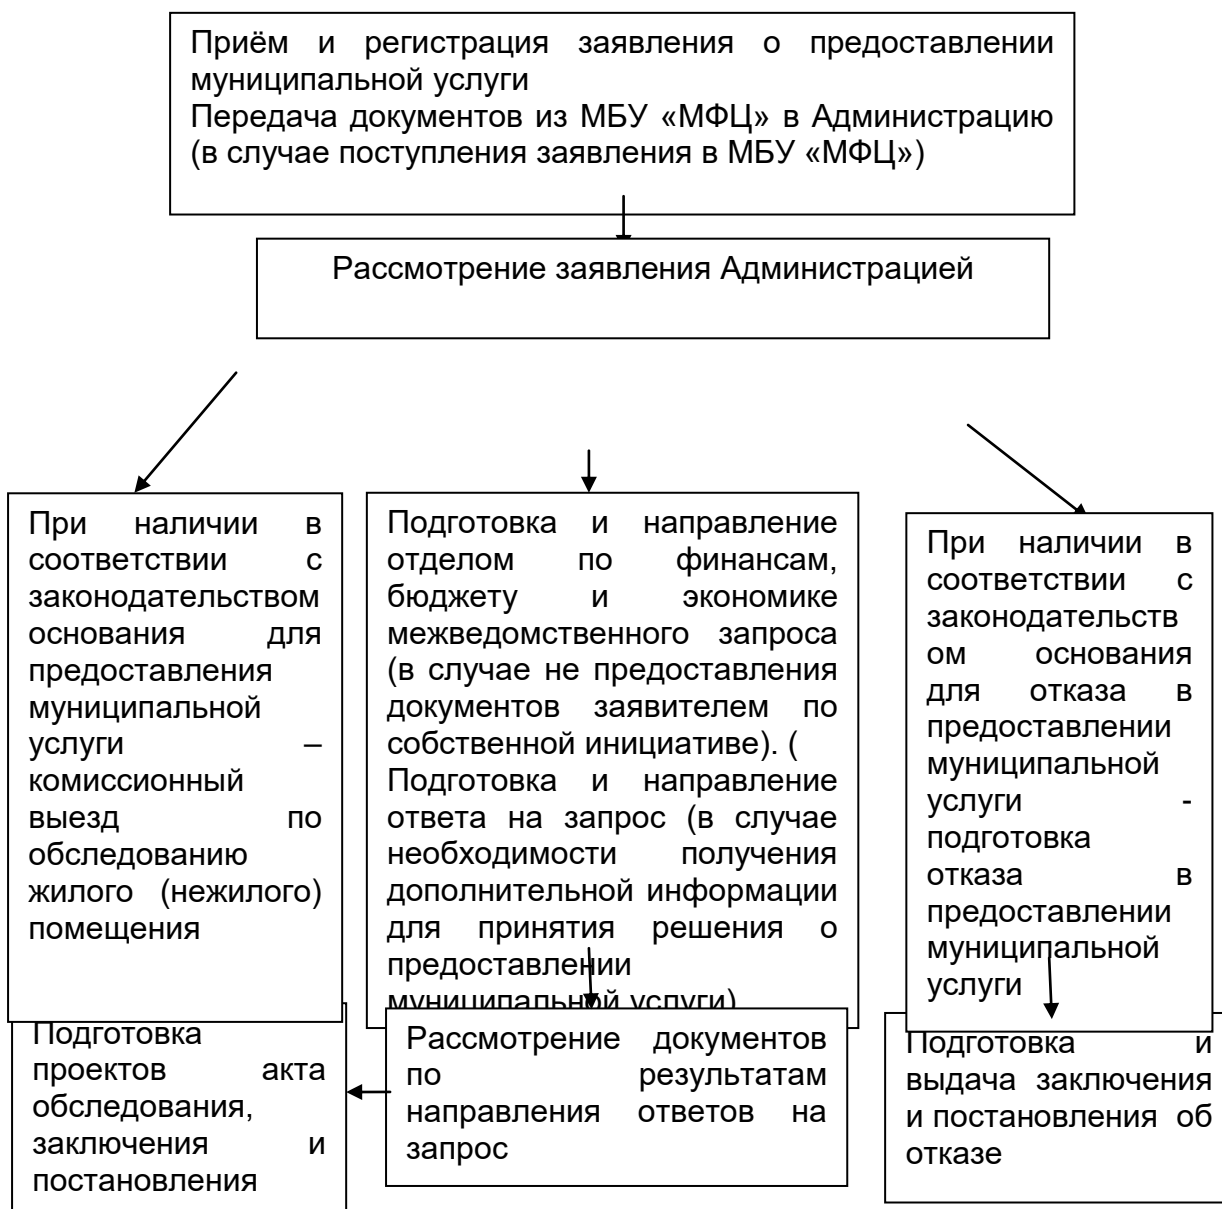 Приём и регистрация заявления о предоставлении
муниципальной услуги
Передача документов из МБУ «МФЦ» в Администрацию
(в случае поступления заявления в МБУ «МФЦ»)
Рассмотрение заявления Администрацией
При наличии в
соответствии с
законодательством
основания для
предоставления
муниципальной
услуги –
комиссионный
выезд по
обследованию
жилого (нежилого)
помещения
Подготовка и направление
отделом по финансам,
бюджету и экономике
межведомственного запроса
(в случае не предоставления
документов заявителем по
собственной инициативе). (
Подготовка и направление
ответа на запрос (в случае
необходимости получения
дополнительной информации
для принятия решения о
предоставлении
муниципальной услуги)
При наличии в
соответствии с
законодательств
ом основания
для отказа в
предоставлении
муниципальной
услуги -
подготовка
отказа в
предоставлении
муниципальной
услуги
Подготовка
проектов акта
обследования,
заключения и
постановления
Рассмотрение документов
по результатам
направления ответов на
запрос
Подготовка и
выдача заключения
и постановления об
отказе